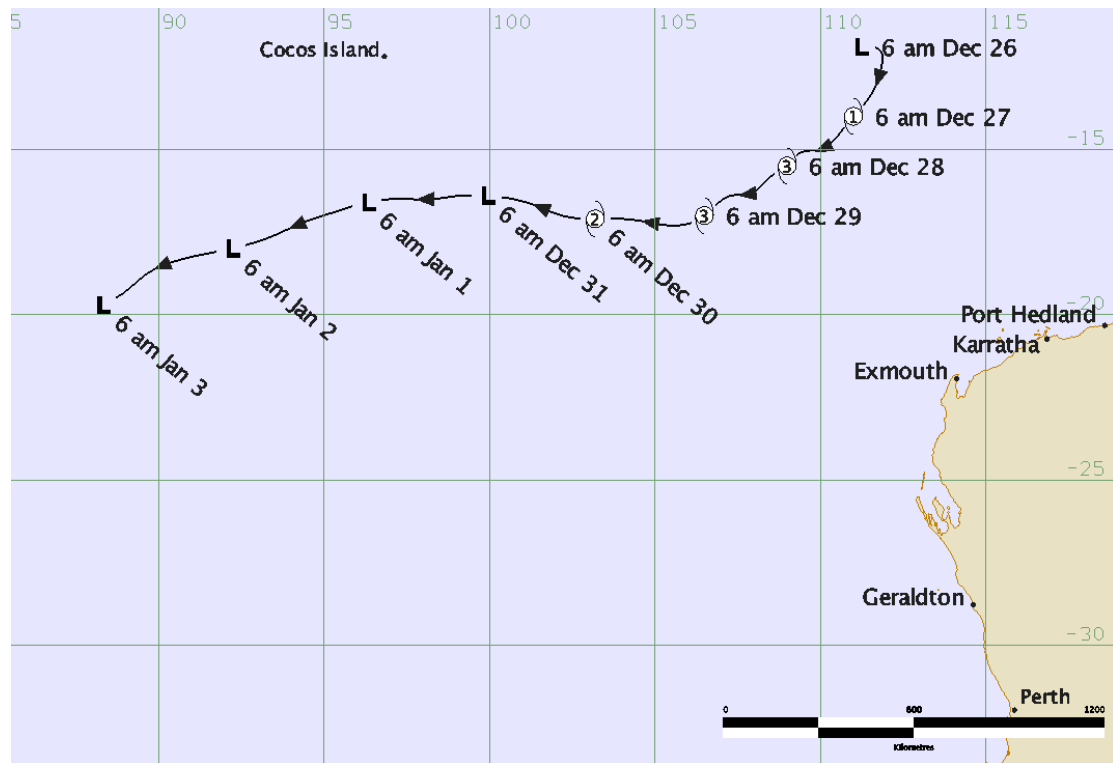 5
90
95
100
105
110
115
Cocos Island
L 6 am Dec 26
1 6 am Dec 27
-15
3 6 am Dec 28
3 6 am Dec 29
2 6 am Dec 30
L 6 am Dec 31
L 6 am Jan 1
L 6 am Jan 2
L 6 am Jan 3
-20
Port Hedland
Karratha
Exmouth
-25
Geraldton
-30
Perth
0 600 1200
Kilometres